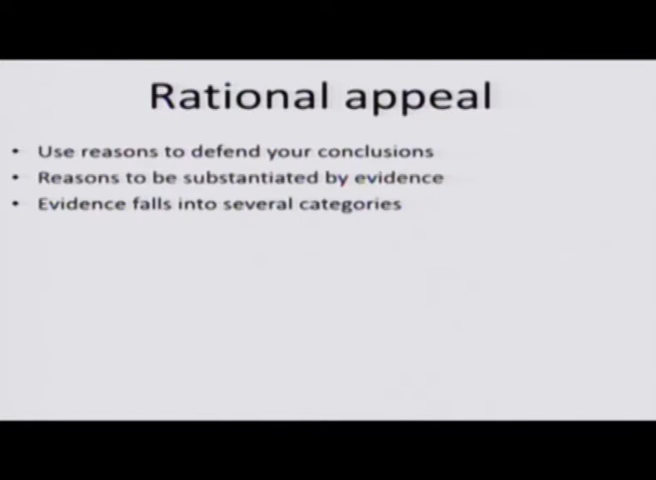 Rational appeal
• Use reasons to defend your conclusions
• Reasons to be substantiated by evidence
• Evidence falls into several categories